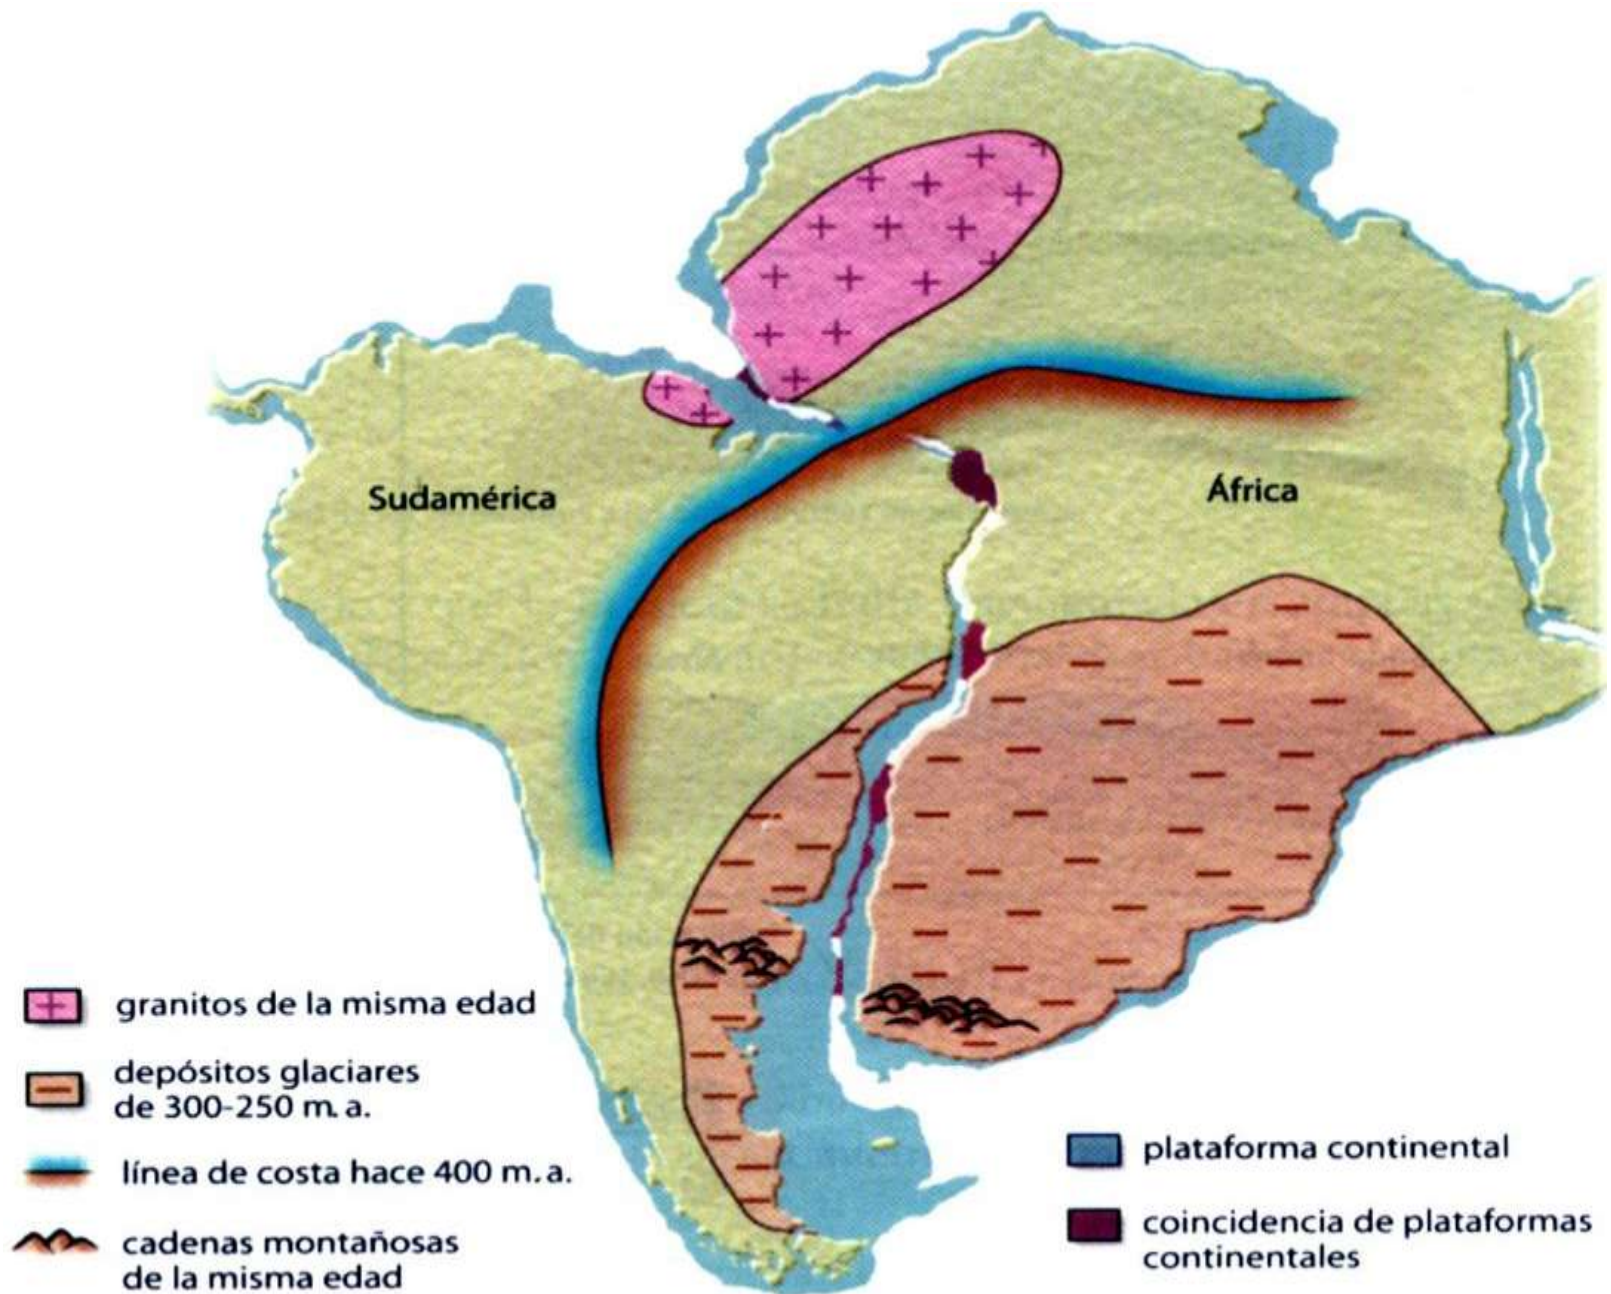 Sudamérica
África
granitos de la misma edad
depósitos glaciares
de 300-250 m. a.
línea de costa hace 400 m. a.
cadenas montañosas
de la misma edad
plataforma continental
coincidencia de plataformas
continentales